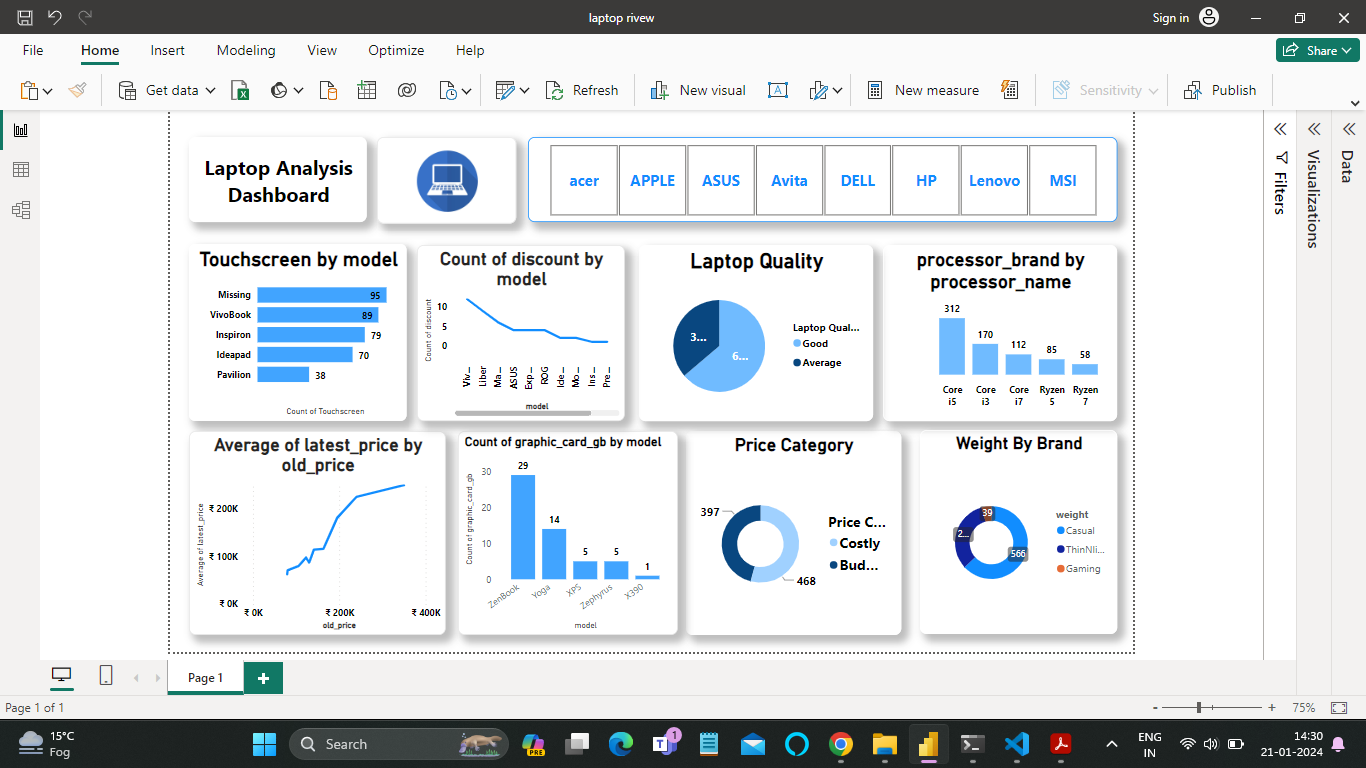 laptop rivew
Sign in
File Home Insert Modeling View Optimize Help
Share
Get data
Refresh
New visual
New measure
Sensitivity
Publish
Laptop Analysis
Dashboard
acer APPLE ASUS Avita DELL HP Lenovo MSI
Filters
Visualizations
Data
Touchscreen by model
Missing 95
VivoBook 89
Inspiron 79
Ideapad 70
Pavilion 38
Count of Touchscreen
Count of discount by
model
Count of discount
10
5
0
Viv...
Liber
Ma...
ASUS
Exp...
ROG
Ide...
Mo...
Ins...
Pre...
model
Laptop Quality
3...
6...
Laptop Qual...
Good
Average
processor_brand by
processor_name
312 170 112 85 58
Core Core Core Ryzen Ryzen
i5 i3 i7 5 7
Average of latest_price by
old_price
Average of latest_price
₹ 200K
₹ 100K
₹ 0K
₹ 0K ₹ 200K ₹ 400K
old_price
Count of graphic_card_gb by model
Count of graphic_card_gb
30
20
10
0
29 14 5 5 1
ZenBook Yoga XPS Zephyrus X390
model
Price Category
397
468
Price C...
Costly
Bud...
Weight By Brand
39
2...
566
weight
Casual
ThinNli...
Gaming
Page 1
Page 1 of 1
- + 75%
15°C
Fog
Search
PRE
1
ENG
IN
14:30
21-01-2024